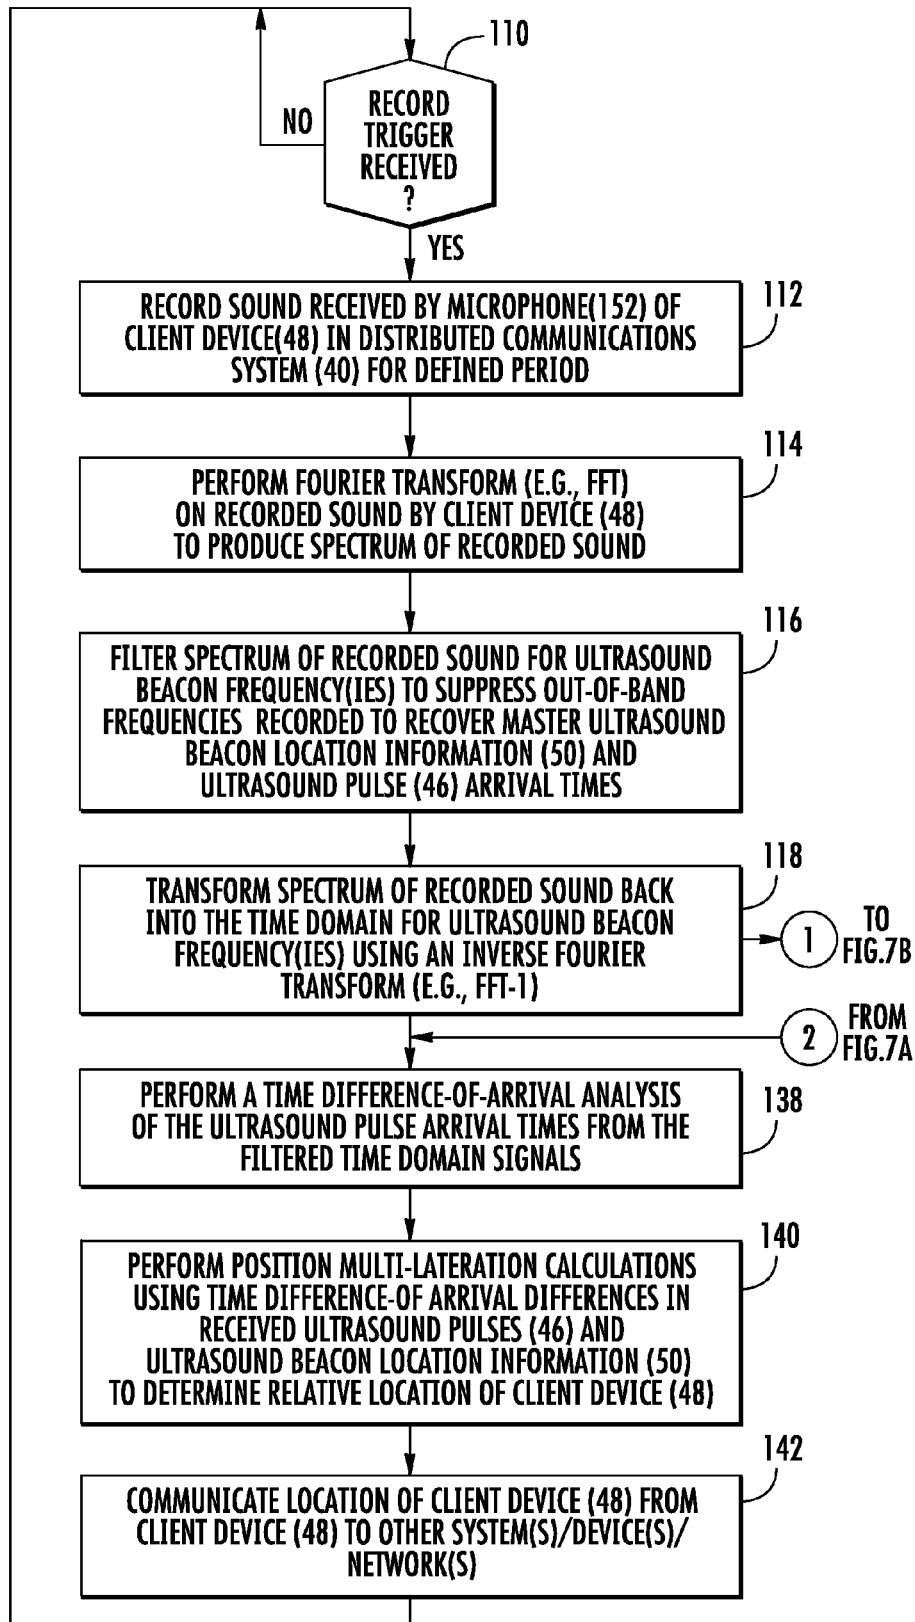 110
RECORD
TRIGGER
RECEIVED
?
NO
YES
112
RECORD SOUND RECEIVED BY MICROPHONE(152) OF
CLIENT DEVICE(48) IN DISTRIBUTED COMMUNICATIONS
SYSTEM (40) FOR DEFINED PERIOD
114
PERFORM FOURIER TRANSFORM (E.G., FFT)
ON RECORDED SOUND BY CLIENT DEVICE (48)
TO PRODUCE SPECTRUM OF RECORDED SOUND
116
FILTER SPECTRUM OF RECORDED SOUND FOR ULTRASOUND
BEACON FREQUENCY(IES) TO SUPPRESS OUT-OF-BAND
FREQUENCIES RECORDED TO RECOVER MASTER ULTRASOUND
BEACON LOCATION INFORMATION (50) AND
ULTRASOUND PULSE (46) ARRIVAL TIMES
118
TRANSFORM SPECTRUM OF RECORDED SOUND BACK
INTO THE TIME DOMAIN FOR ULTRASOUND BEACON
FREQUENCY(IES) USING AN INVERSE FOURIER
TRANSFORM (E.G., FFT-1)
1
TO
FIG.7B
2
FROM
FIG.7A
PERFORM A TIME DIFFERENCE-OF-ARRIVAL ANALYSIS
OF THE ULTRASOUND PULSE ARRIVAL TIMES FROM THE
FILTERED TIME DOMAIN SIGNALS
138
140
PERFORM POSITION MULTI-LATERATION CALCULATIONS
USING TIME DIFFERENCE-OF ARRIVAL DIFFERENCES IN
RECEIVED ULTRASOUND PULSES (46) AND
ULTRASOUND BEACON LOCATION INFORMATION (50)
TO DETERMINE RELATIVE LOCATION OF CLIENT DEVICE (48)
142
COMMUNICATE LOCATION OF CLIENT DEVICE (48) FROM
CLIENT DEVICE (48) TO OTHER SYSTEM(S)/DEVICE(S)/
NETWORK(S)